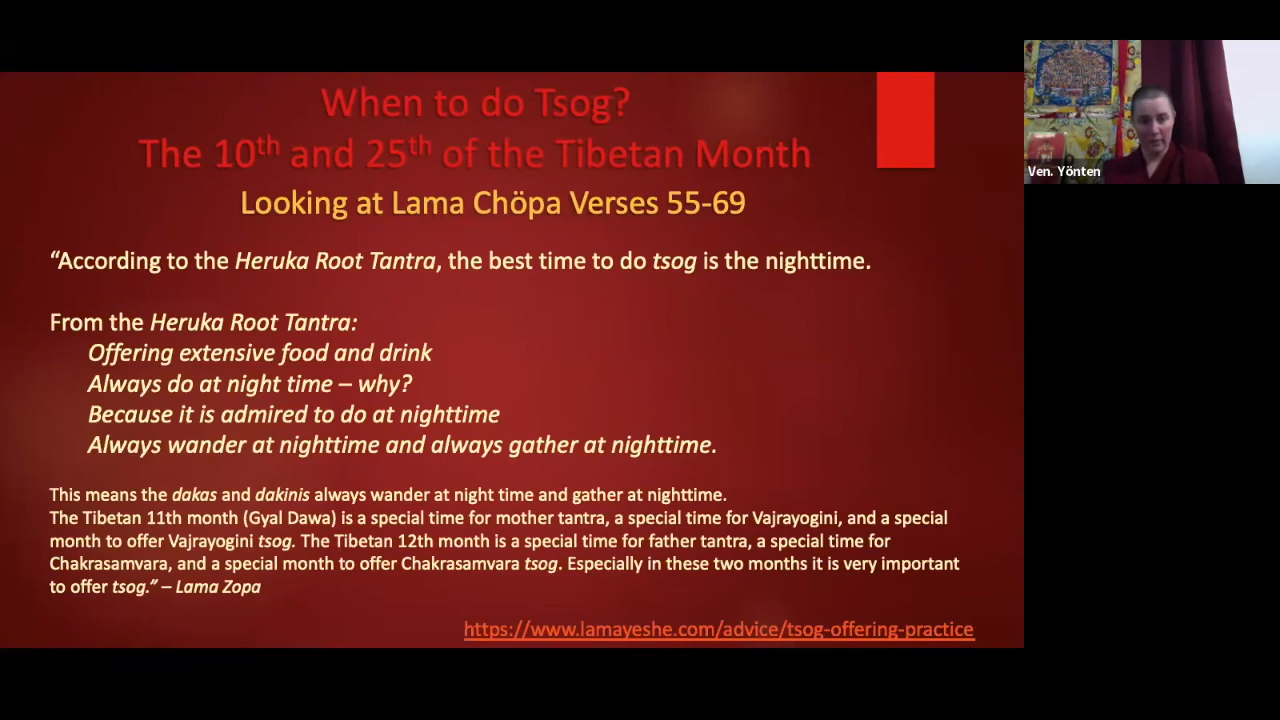 When to do Tsog?
The 10th and 25th of the Tibetan Month
Looking at Lama Chöpa Verses 55-69
“According to the Heruka Root Tantra, the best time to do tsog is the nighttime.
From the Heruka Root Tantra:
Offering extensive food and drink
Always do at night time – why?
Because it is admired to do at nighttime
Always wander at nighttime and always gather at nighttime.
This means the dakas and dakinis always wander at night time and gather at nighttime.
The Tibetan 11th month (Gyal Dawa) is a special time for mother tantra, a special time for Vajrayogini, and a special
month to offer Vajrayogini tsog. The Tibetan 12th month is a special time for father tantra, a special time for
Chakrasamvara, and a special month to offer Chakrasamvara tsog. Especially in these two months it is very important
to offer tsog.” – Lama Zopa
https://www.lamayeshe.com/advice/tsog-offering-practice
Ven. Yönten